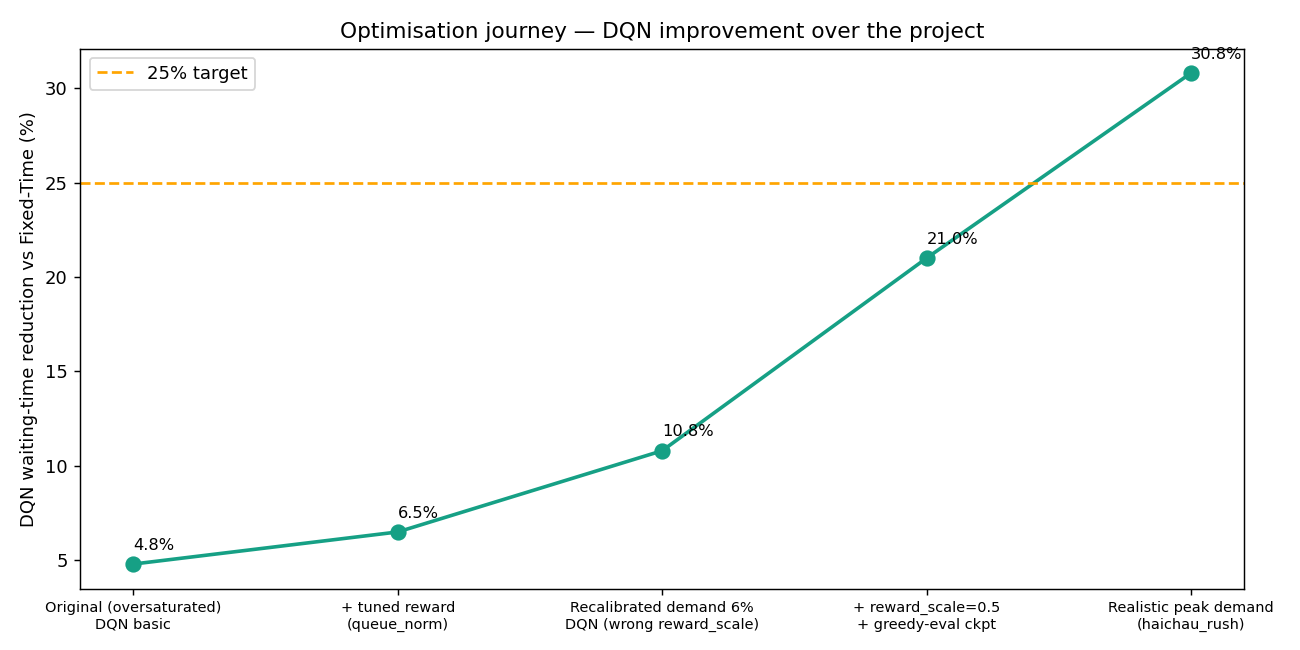 Optimisation journey — DQN improvement over the project
25% target
DQN waiting-time reduction vs Fixed-Time (%)
30
25
20
15
10
5
4.8%
6.5%
10.8%
21.0%
30.8%
Original (oversaturated)
DQN basic
+ tuned reward
(queue_norm)
Recalibrated demand 6%
DQN (wrong reward_scale)
+ reward_scale=0.5
+ greedy-eval ckpt
Realistic peak demand
(haichau_rush)